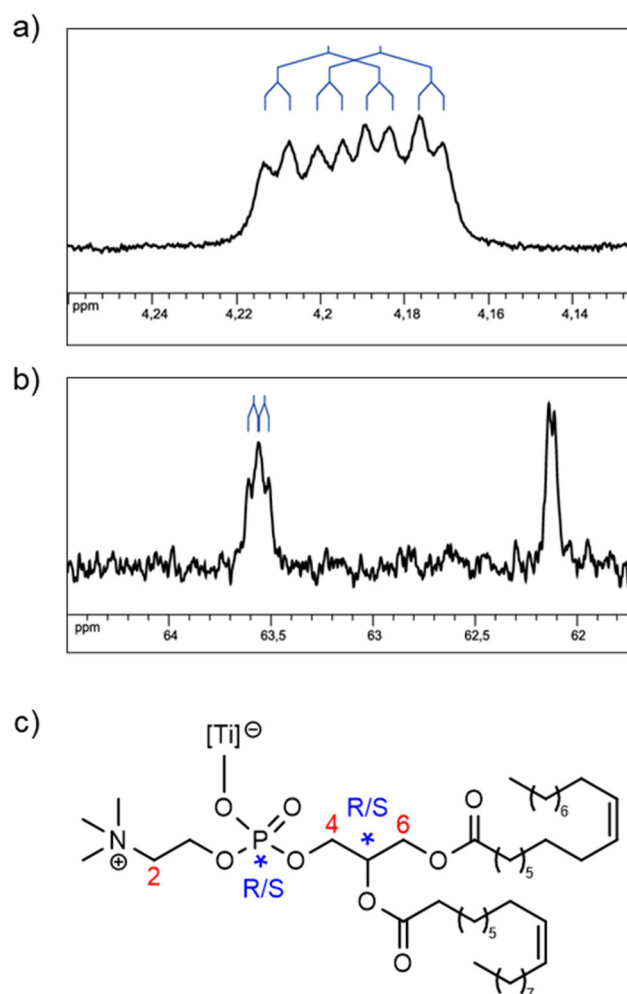 a)
ppm 4,24 4,22 4,2 4,18 4,16 4,14
b)
ppm 64 63,5 63 62,5 62 
c)
[Ti]⊖
O O
R/S
4 6 O
( )6
N⊕ O P O O
2 * * ( )5
R/S
O
( )5
O
( )7